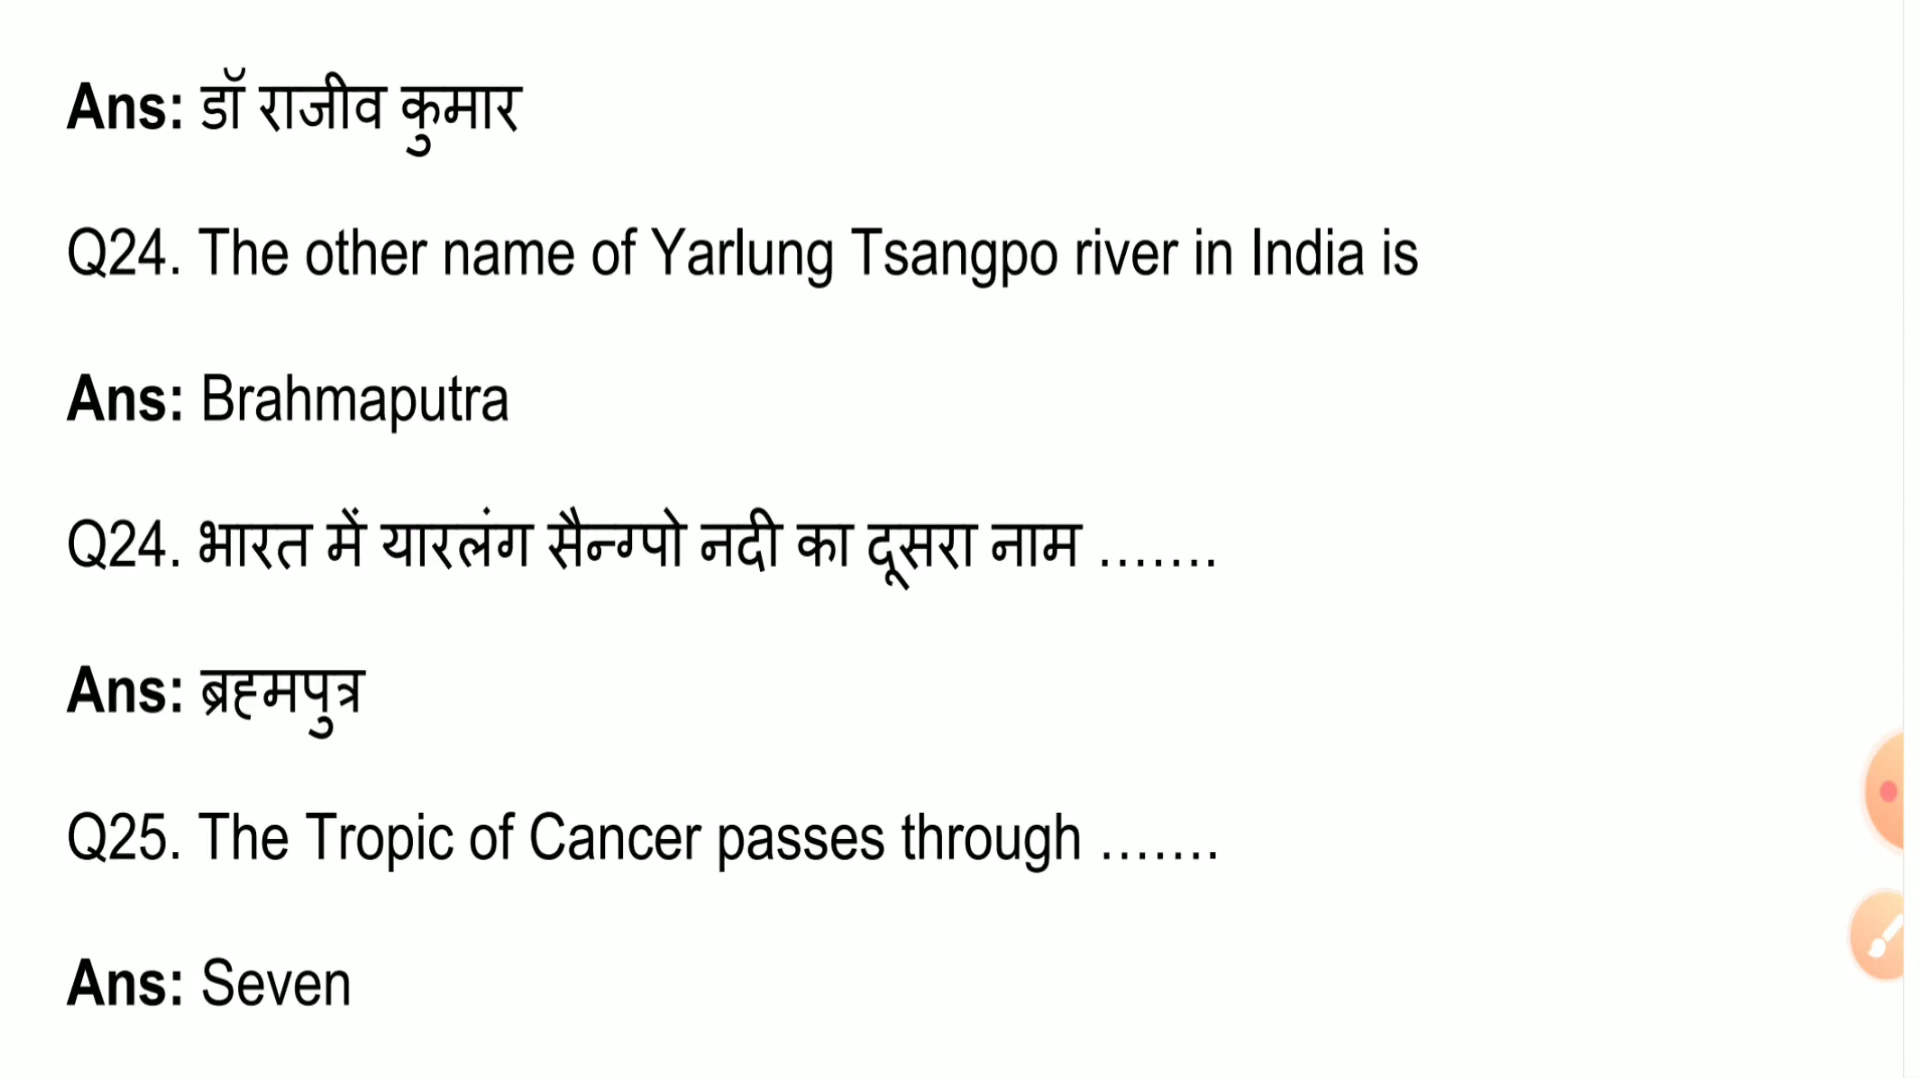 Ans: डॉ राजीव कुमार
Q24. The other name of Yarlung Tsangpo river in India is
Ans: Brahmaputra
Q24. भारत में यारलंग सैन्ग्पो नदी का दूसरा नाम .......
Ans: ब्रह्मपुत्र
Q25. The Tropic of Cancer passes through .......
Ans: Seven